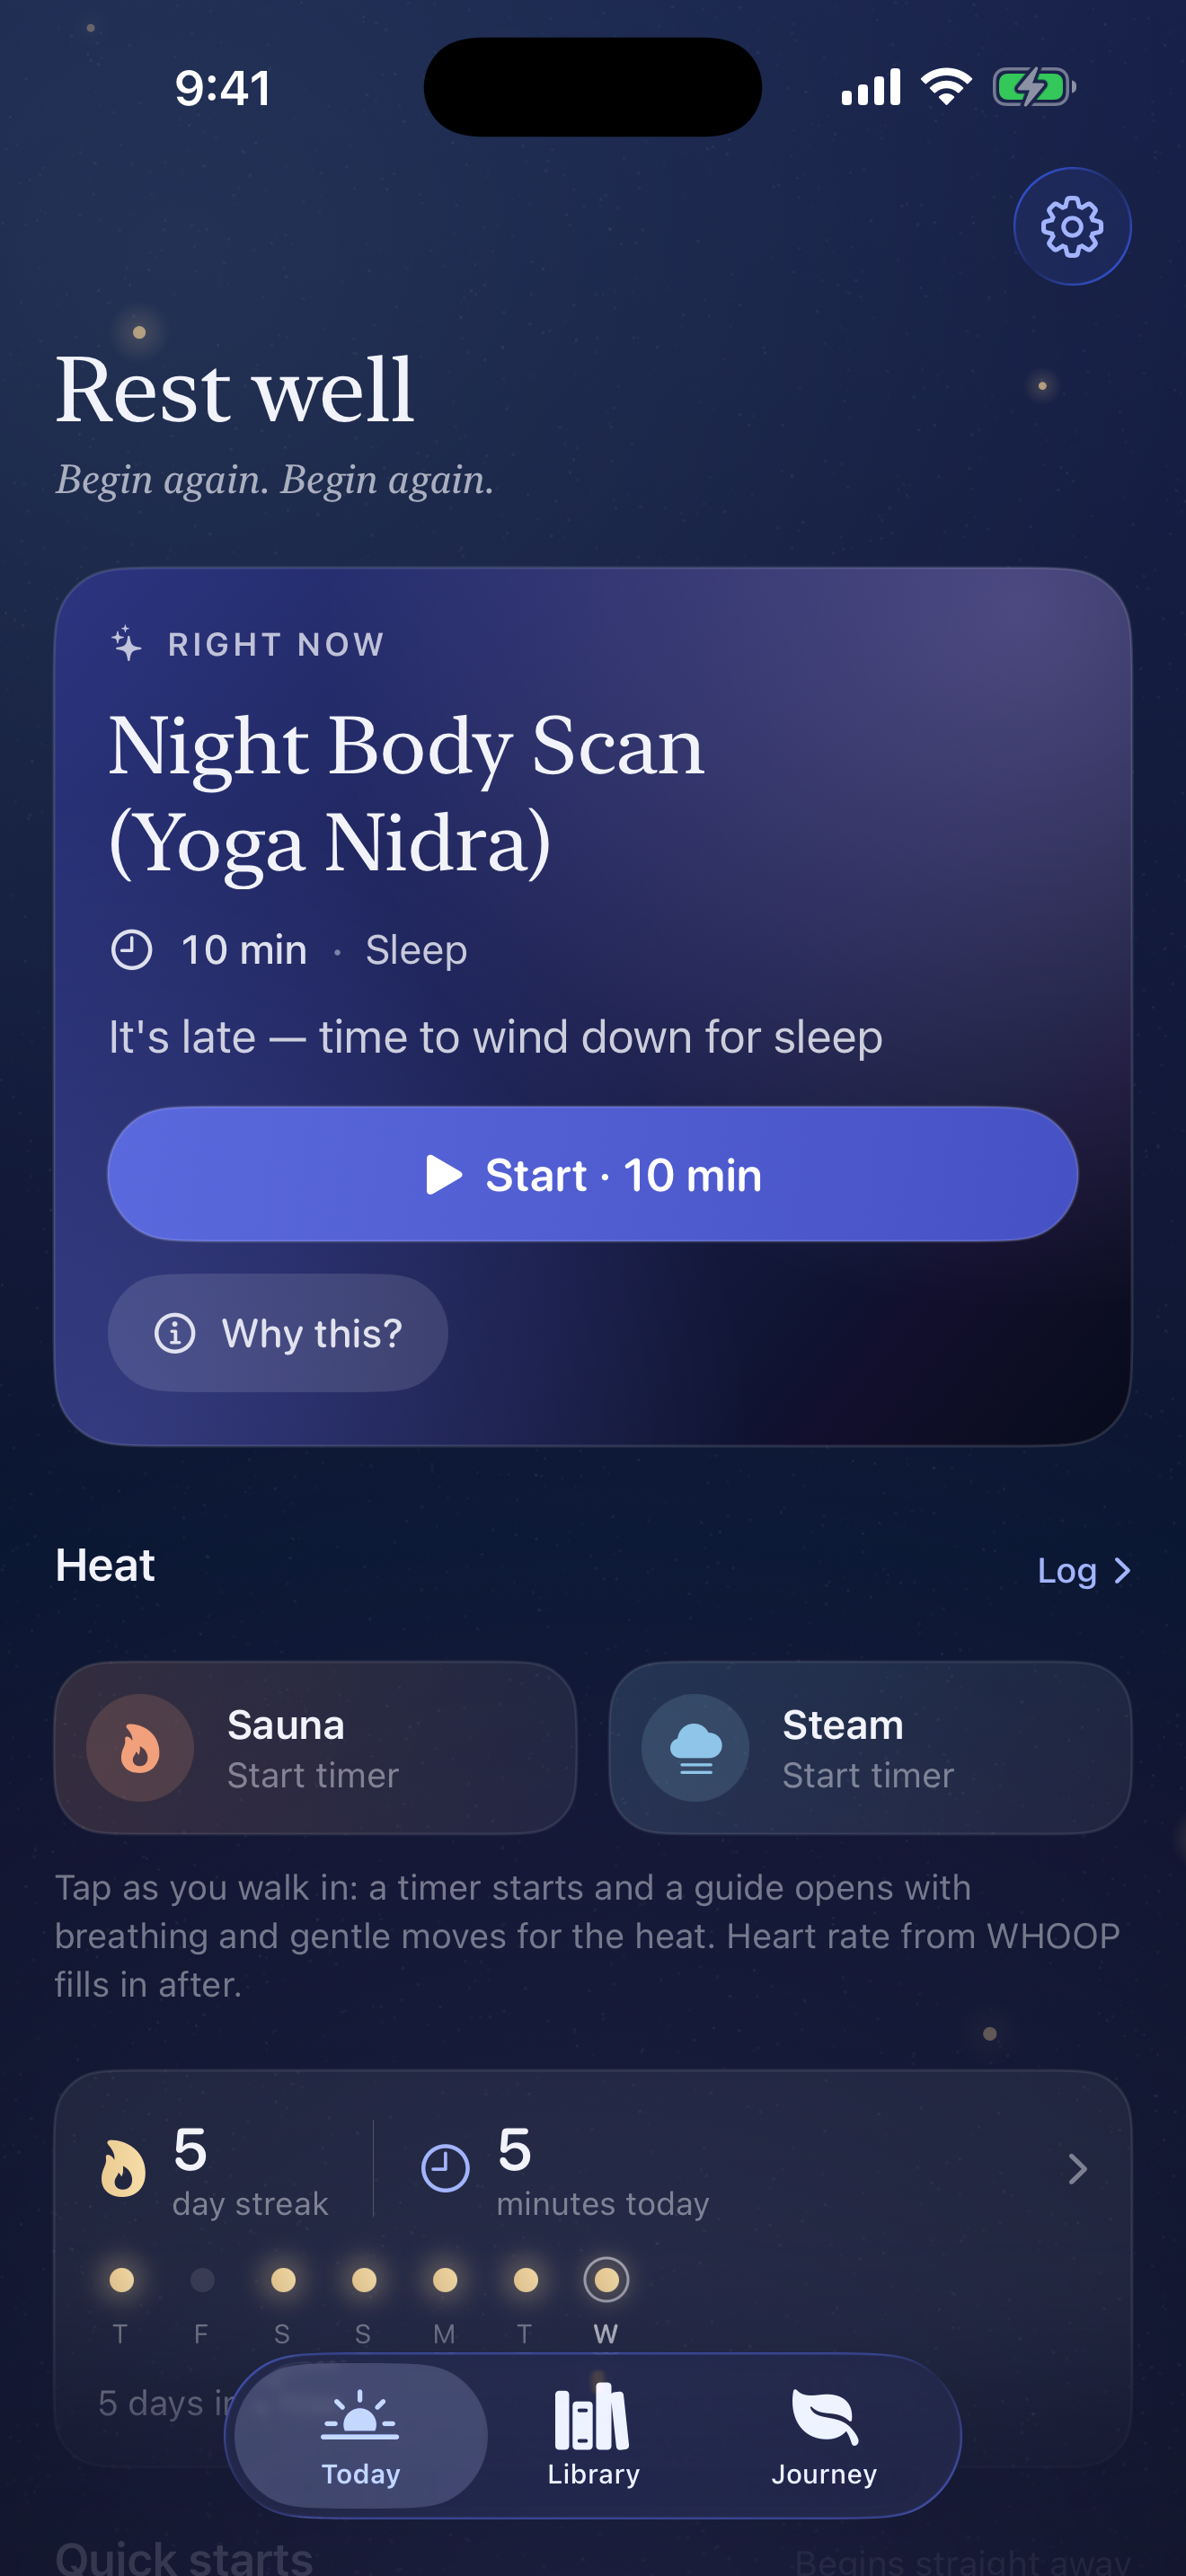 9:41
Rest well
Begin again. Begin again.
RIGHT NOW
Night Body Scan
(Yoga Nidra)
10 min · Sleep
It's late — time to wind down for sleep
Start · 10 min
Why this?
Heat
Log
Sauna
Start timer
Steam
Start timer
Tap as you walk in: a timer starts and a guide opens with
breathing and gentle moves for the heat. Heart rate from WHOOP
fills in after.
5
day streak
5
minutes today
T F S S M T W
5 days in
Today
Library
Journey
Quick starts
Begins straight away